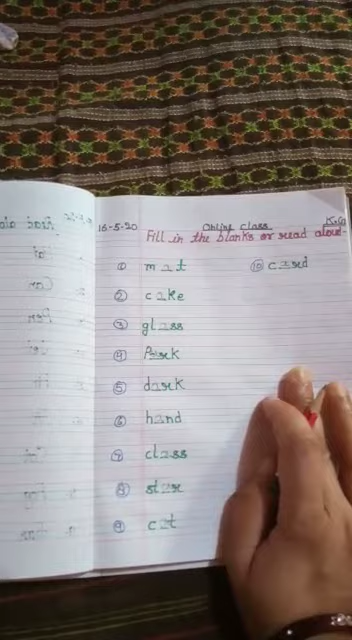 16-5-20 Online class K.G
Fill in the blanks or read aloud-
① mat
② cake
③ glass
④ Park
⑤ dark
⑥ hand
⑦ class
⑧ star
⑨ cat
⑩ card